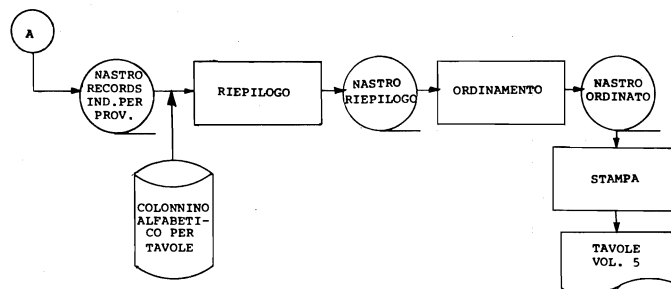 A
NASTRO
RECORDS
IND.PER
PROV.
RIEPILOGO
NASTRO
RIEPILOGO
ORDINAMENTO
NASTRO
ORDINATO
COLONNINO
ALFABETI-
CO PER
TAVOLE
STAMPA
TAVOLE
VOL. 5